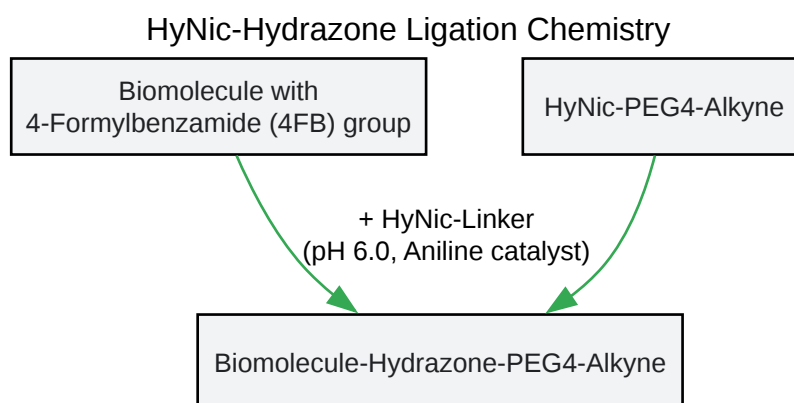 HyNic-Hydrazone Ligation Chemistry
Biomolecule with
4-Formylbenzamide (4FB) group
HyNic-PEG4-Alkyne
+ HyNic-Linker
(pH 6.0, Aniline catalyst)
Biomolecule-Hydrazone-PEG4-Alkyne